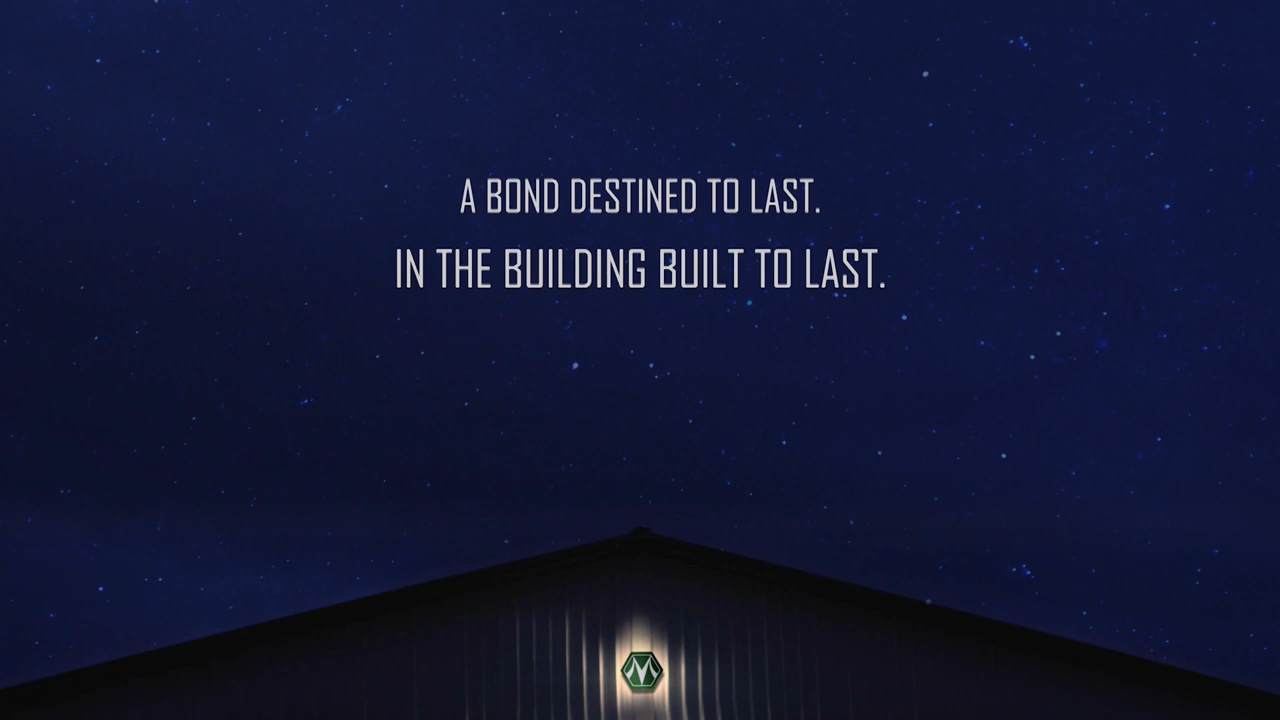 A BOND DESTINED TO LAST.
IN THE BUILDING BUILT TO LAST.
M